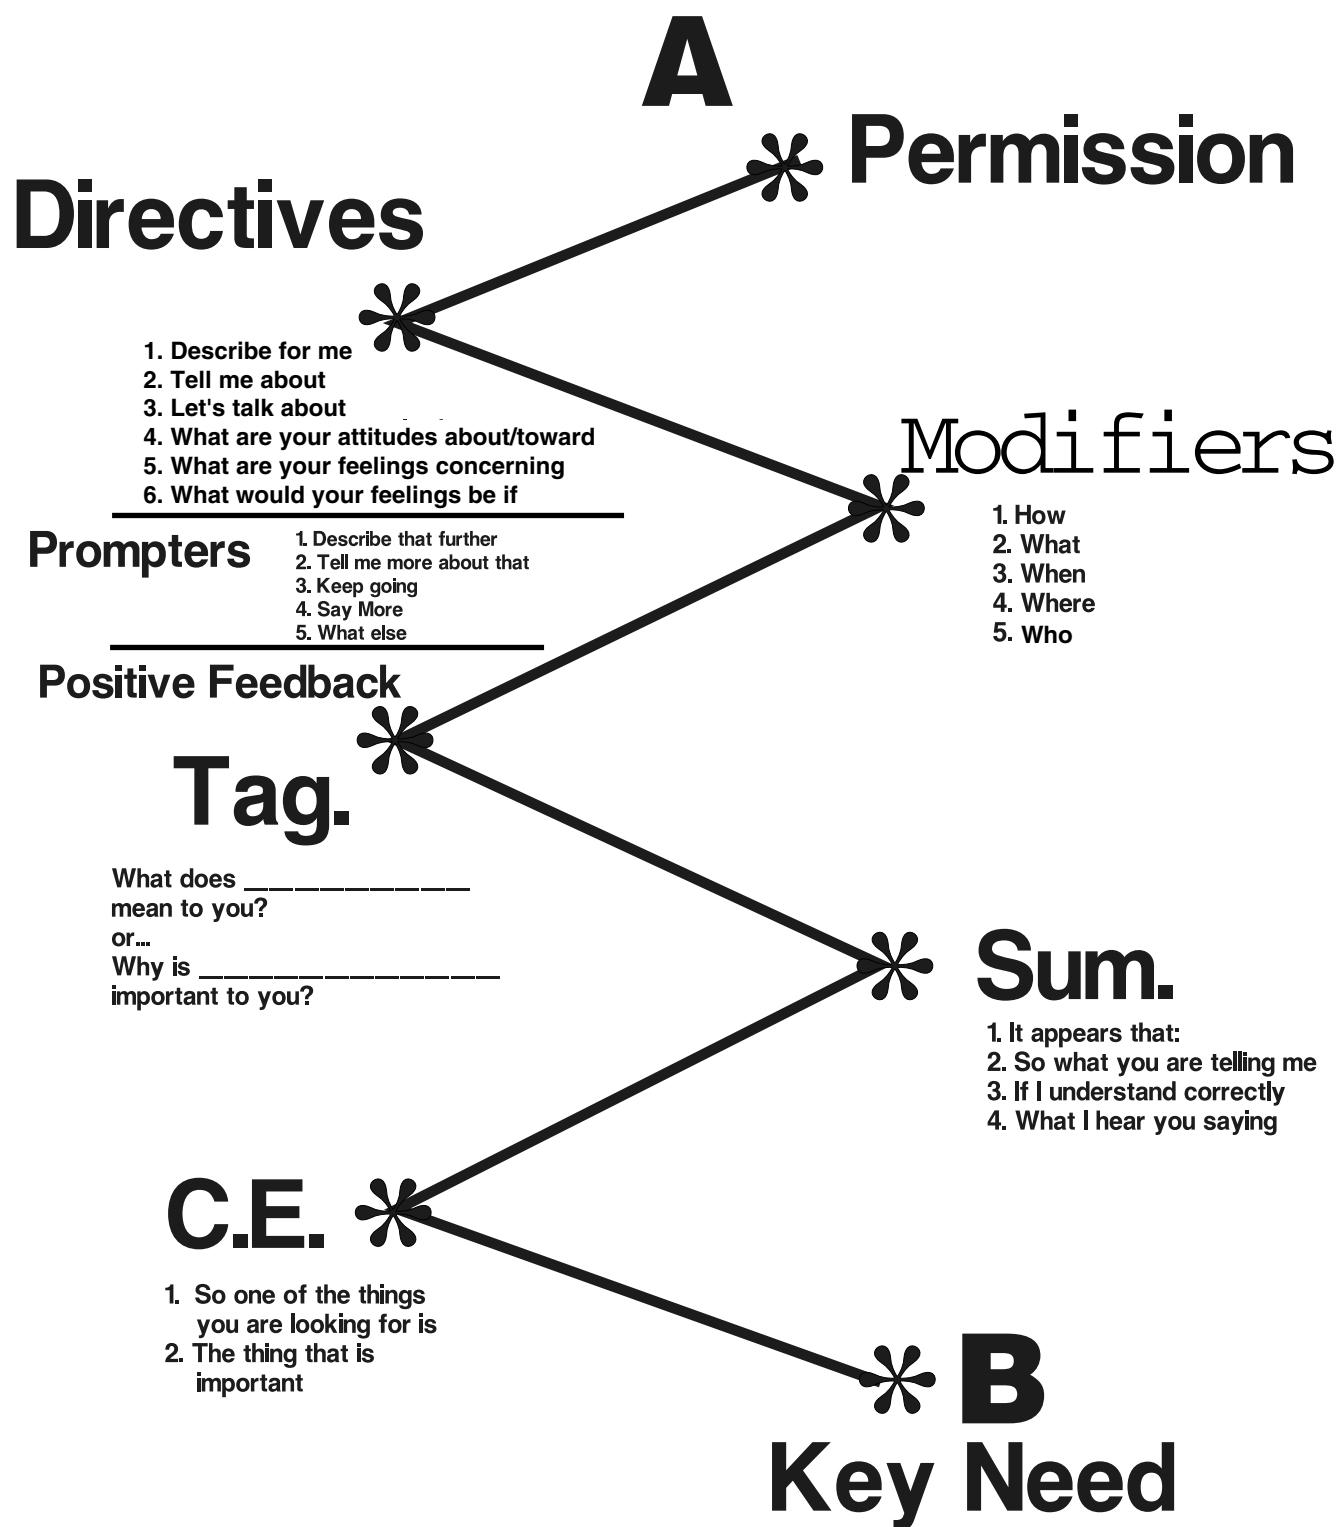 A
Permission
Directives
1. Describe for me
2. Tell me about
3. Let's talk about
4. What are your attitudes about/toward
5. What are your feelings concerning
6. What would your feelings be if
Modifiers
1. How
2. What
3. When
4. Where
5. Who
Prompters
1. Describe that further
2. Tell me more about that
3. Keep going
4. Say More
5. What else
Positive Feedback
Tag.
What does _________
mean to you?
or...
Why is ____________
important to you?
Sum.
1. It appears that:
2. So what you are telling me
3. If I understand correctly
4. What I hear you saying
C.E.
1. So one of the things
you are looking for is
2. The thing that is
important
B
Key Need